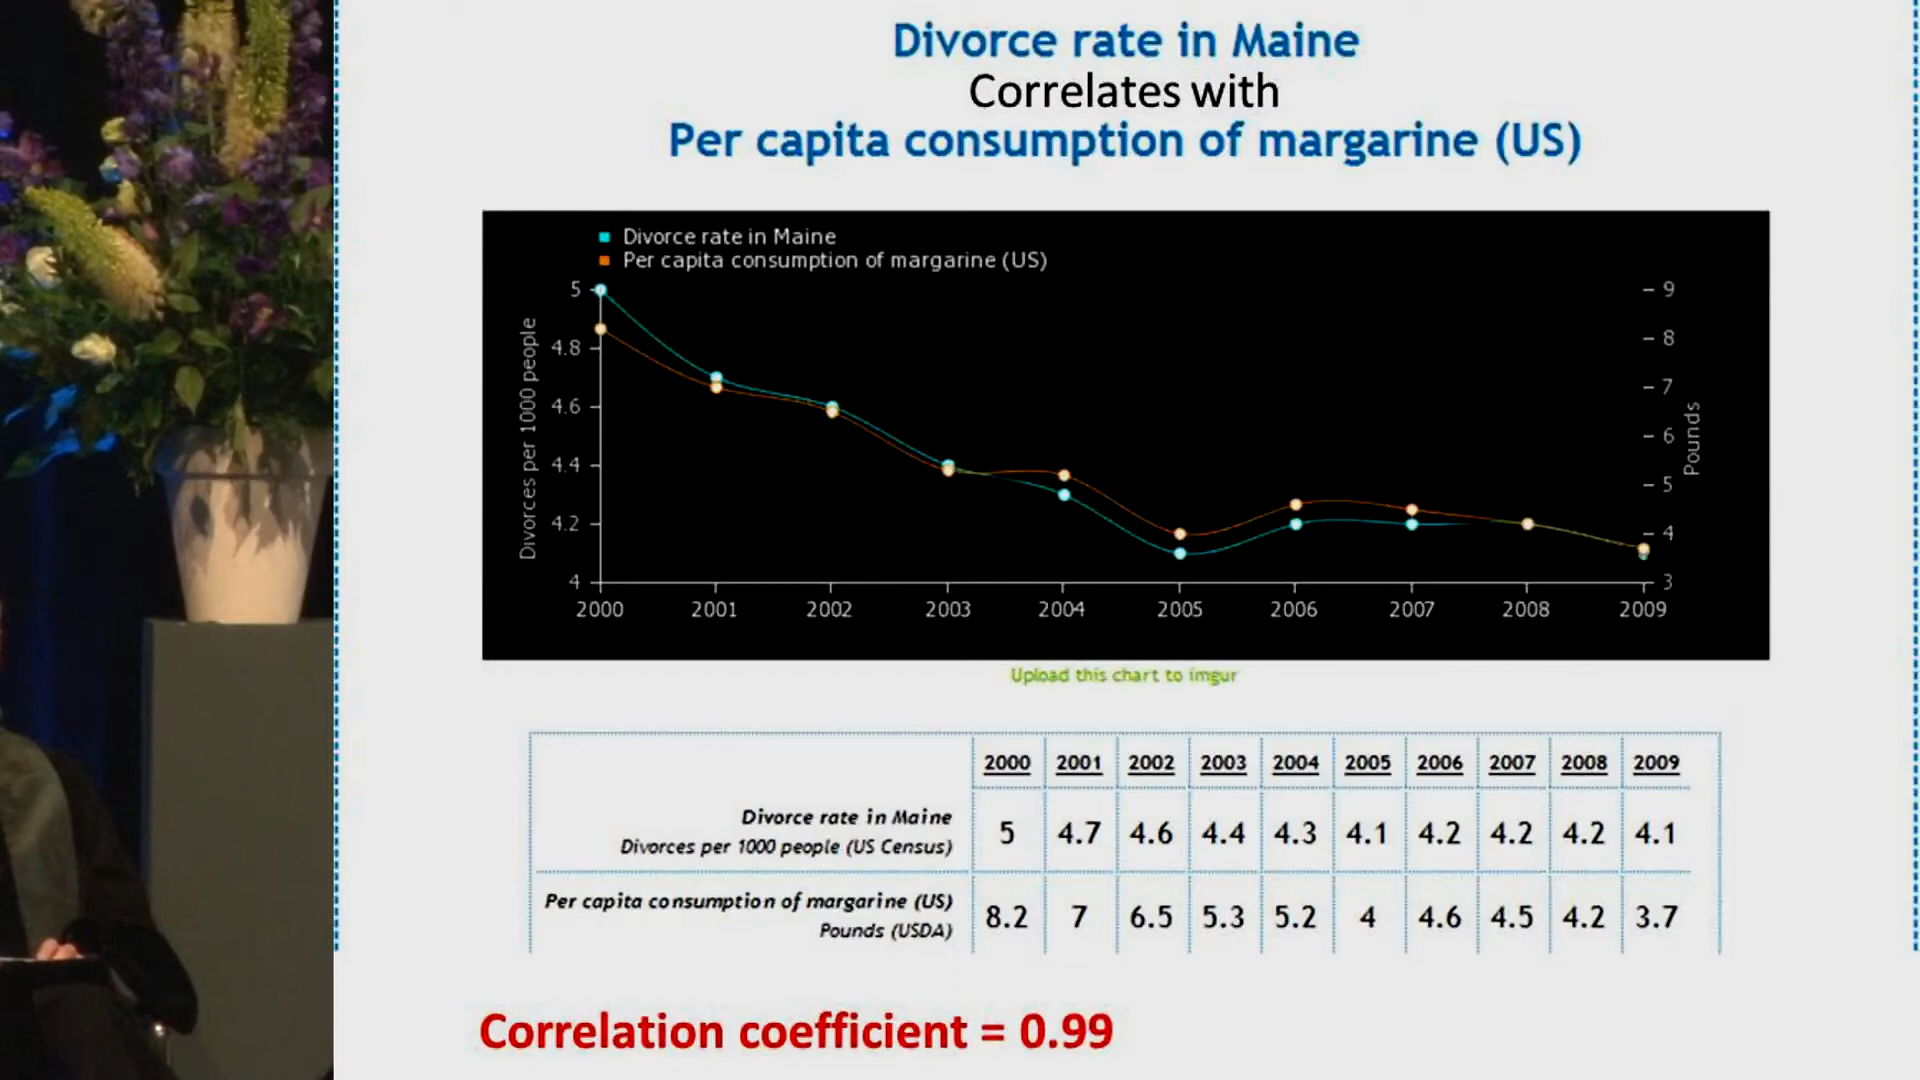 Divorce rate in Maine
Correlates with
Per capita consumption of margarine (US)
Divorce rate in Maine
Per capita consumption of margarine (US)
5
4.8
4.6
4.4
4.2
4
Divorces per 1000 people
9
8
7
6
5
4
3
Pounds
2000 2001 2002 2003 2004 2005 2006 2007 2008 2009
Upload this chart to imgur
2000 2001 2002 2003 2004 2005 2006 2007 2008 2009
Divorce rate in Maine
Divorces per 1000 people (US Census)
5 4.7 4.6 4.4 4.3 4.1 4.2 4.2 4.2 4.1
Per capita consumption of margarine (US)
Pounds (USDA)
8.2 7 6.5 5.3 5.2 4 4.6 4.5 4.2 3.7
Correlation coefficient = 0.99